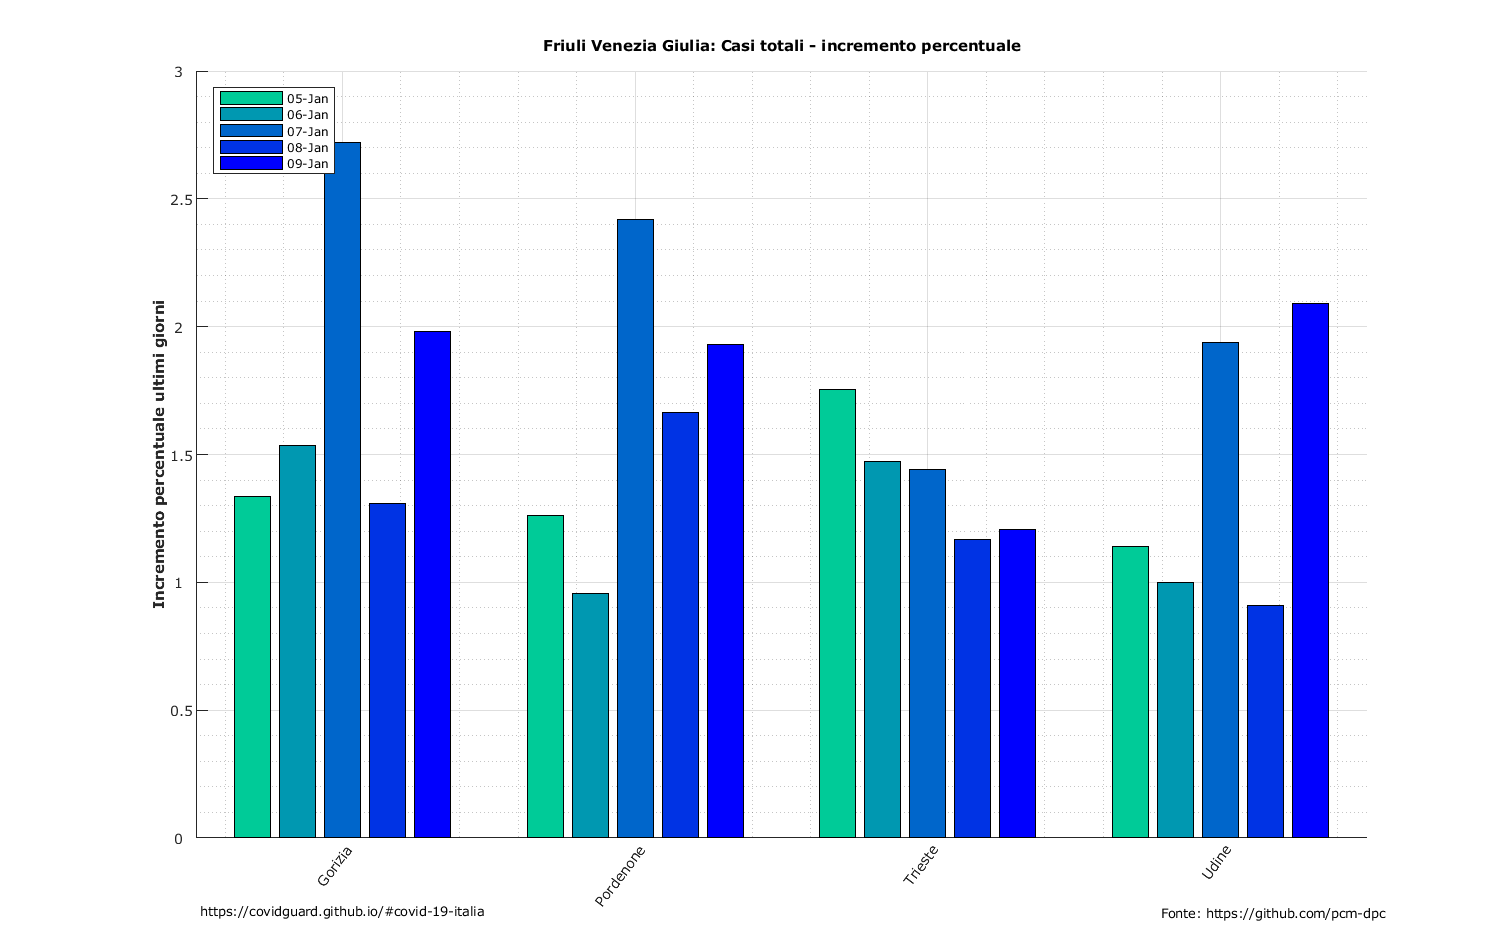 Friuli Venezia Giulia: Casi totali - incremento percentuale
Incremento percentuale ultimi giorni
3
2.5
2
1.5
1
0.5
0
05-Jan
06-Jan
07-Jan
08-Jan
09-Jan
Gorizia
Pordenone
Trieste
Udine
https://covidguard.github.io/#covid-19-italia
Fonte: https://github.com/pcm-dpc